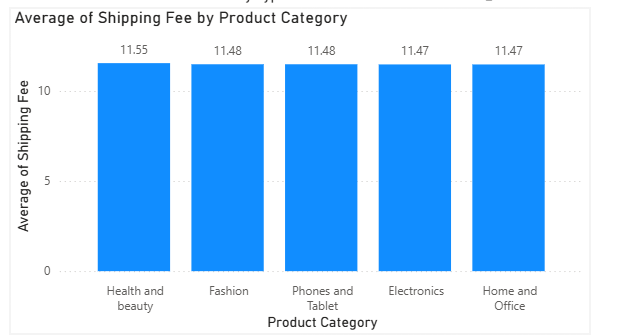 Average of Shipping Fee by Product Category
11.55
11.48
11.48
11.47
11.47
Average of Shipping Fee
10
5
0
Health and
beauty
Fashion
Phones and
Tablet
Electronics
Home and
Office
Product Category